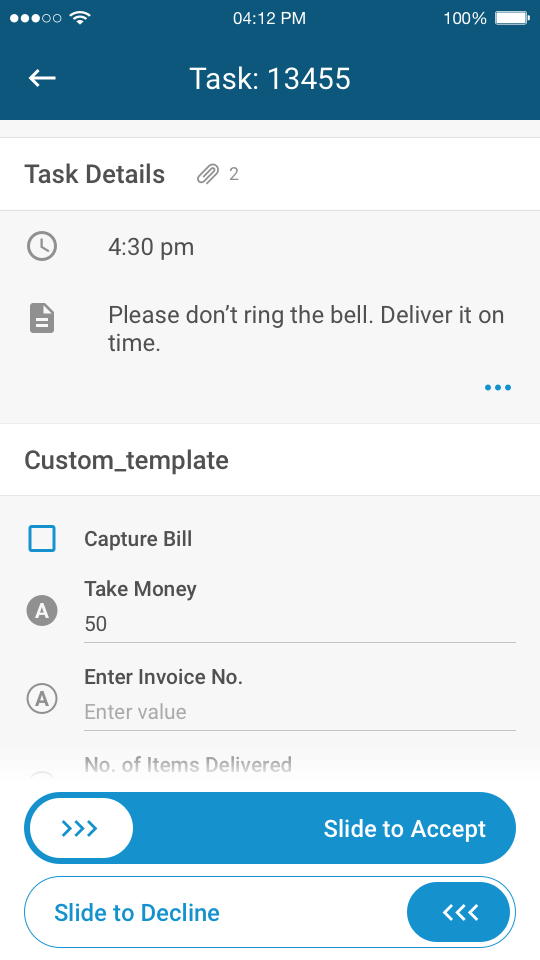 04:12 PM 100%
Task: 13455
Task Details 2
4:30 pm
Please don’t ring the bell. Deliver it on
time.
Custom_template
Capture Bill
Take Money
A 50
Enter Invoice No.
A Enter value
No. of Items Delivered
>>> Slide to Accept
Slide to Decline <<<